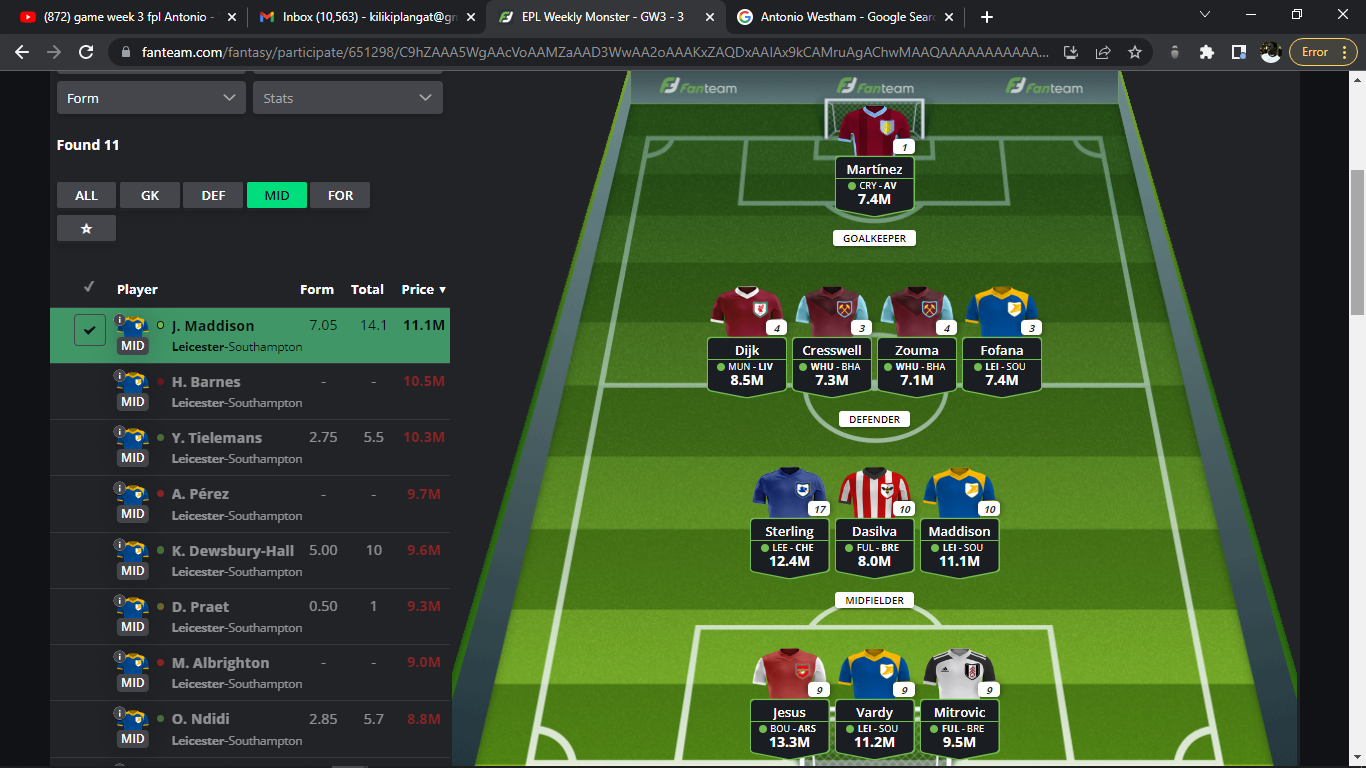 (872) game week 3 fpl Antonio -
Inbox (10,563) - kilikiplangat@gr
EPL Weekly Monster - GW3 - 3
Antonio Westham - Google Sear
fanteam.com/fantasy/participate/651298/C9hZAAA5WgAAcVoAAMZaAAD3WwAA2oAAAKxZAQDxAAIAx9kCAMruAgAChwMAAQAAAAAAAAAAAA...
Error
Form
Stats
Found 11
ALL
GK
DEF
MID
FOR
Player Form Total Price
J. Maddison 7.05 14.1 11.1M
MID
Leicester-Southampton
H. Barnes - - 10.5M
MID
Leicester-Southampton
Y. Tielemans 2.75 5.5 10.3M
MID
Leicester-Southampton
A. Pérez - - 9.7M
MID
Leicester-Southampton
K. Dewsbury-Hall 5.00 10 9.6M
MID
Leicester-Southampton
D. Praet 0.50 1 9.3M
MID
Leicester-Southampton
M. Albrighton - - 9.0M
MID
Leicester-Southampton
O. Ndidi 2.85 5.7 8.8M
MID
Leicester-Southampton
Fanteam
Fanteam
Fanteam
1
Martínez
CRY - AV
7.4M
GOALKEEPER
4
3
4
3
Dijk
Cresswell
Zouma
Fofana
MUN - LIV
WHU - BHA
WHU - BHA
LEI - SOU
8.5M
7.3M
7.1M
7.4M
DEFENDER
17
10
10
Sterling
Dasilva
Maddison
LEE - CHE
FUL - BRE
LEI - SOU
12.4M
8.0M
11.1M
MIDFIELDER
9
9
9
Jesus
Vardy
Mitrovic
BOU - ARS
LEI - SOU
FUL - BRE
13.3M
11.2M
9.5M